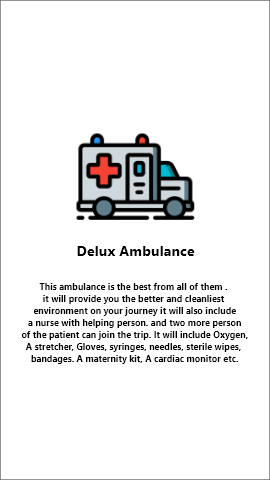 Delux Ambulance
This ambulance is the best from all of them .
it will provide you the better and cleanliest
environment on your journey it will also include
a nurse with helping person. and two more person
of the patient can join the trip. It will include Oxygen,
A stretcher, Gloves, syringes, needles, sterile wipes,
bandages. A maternity kit, A cardiac monitor etc.